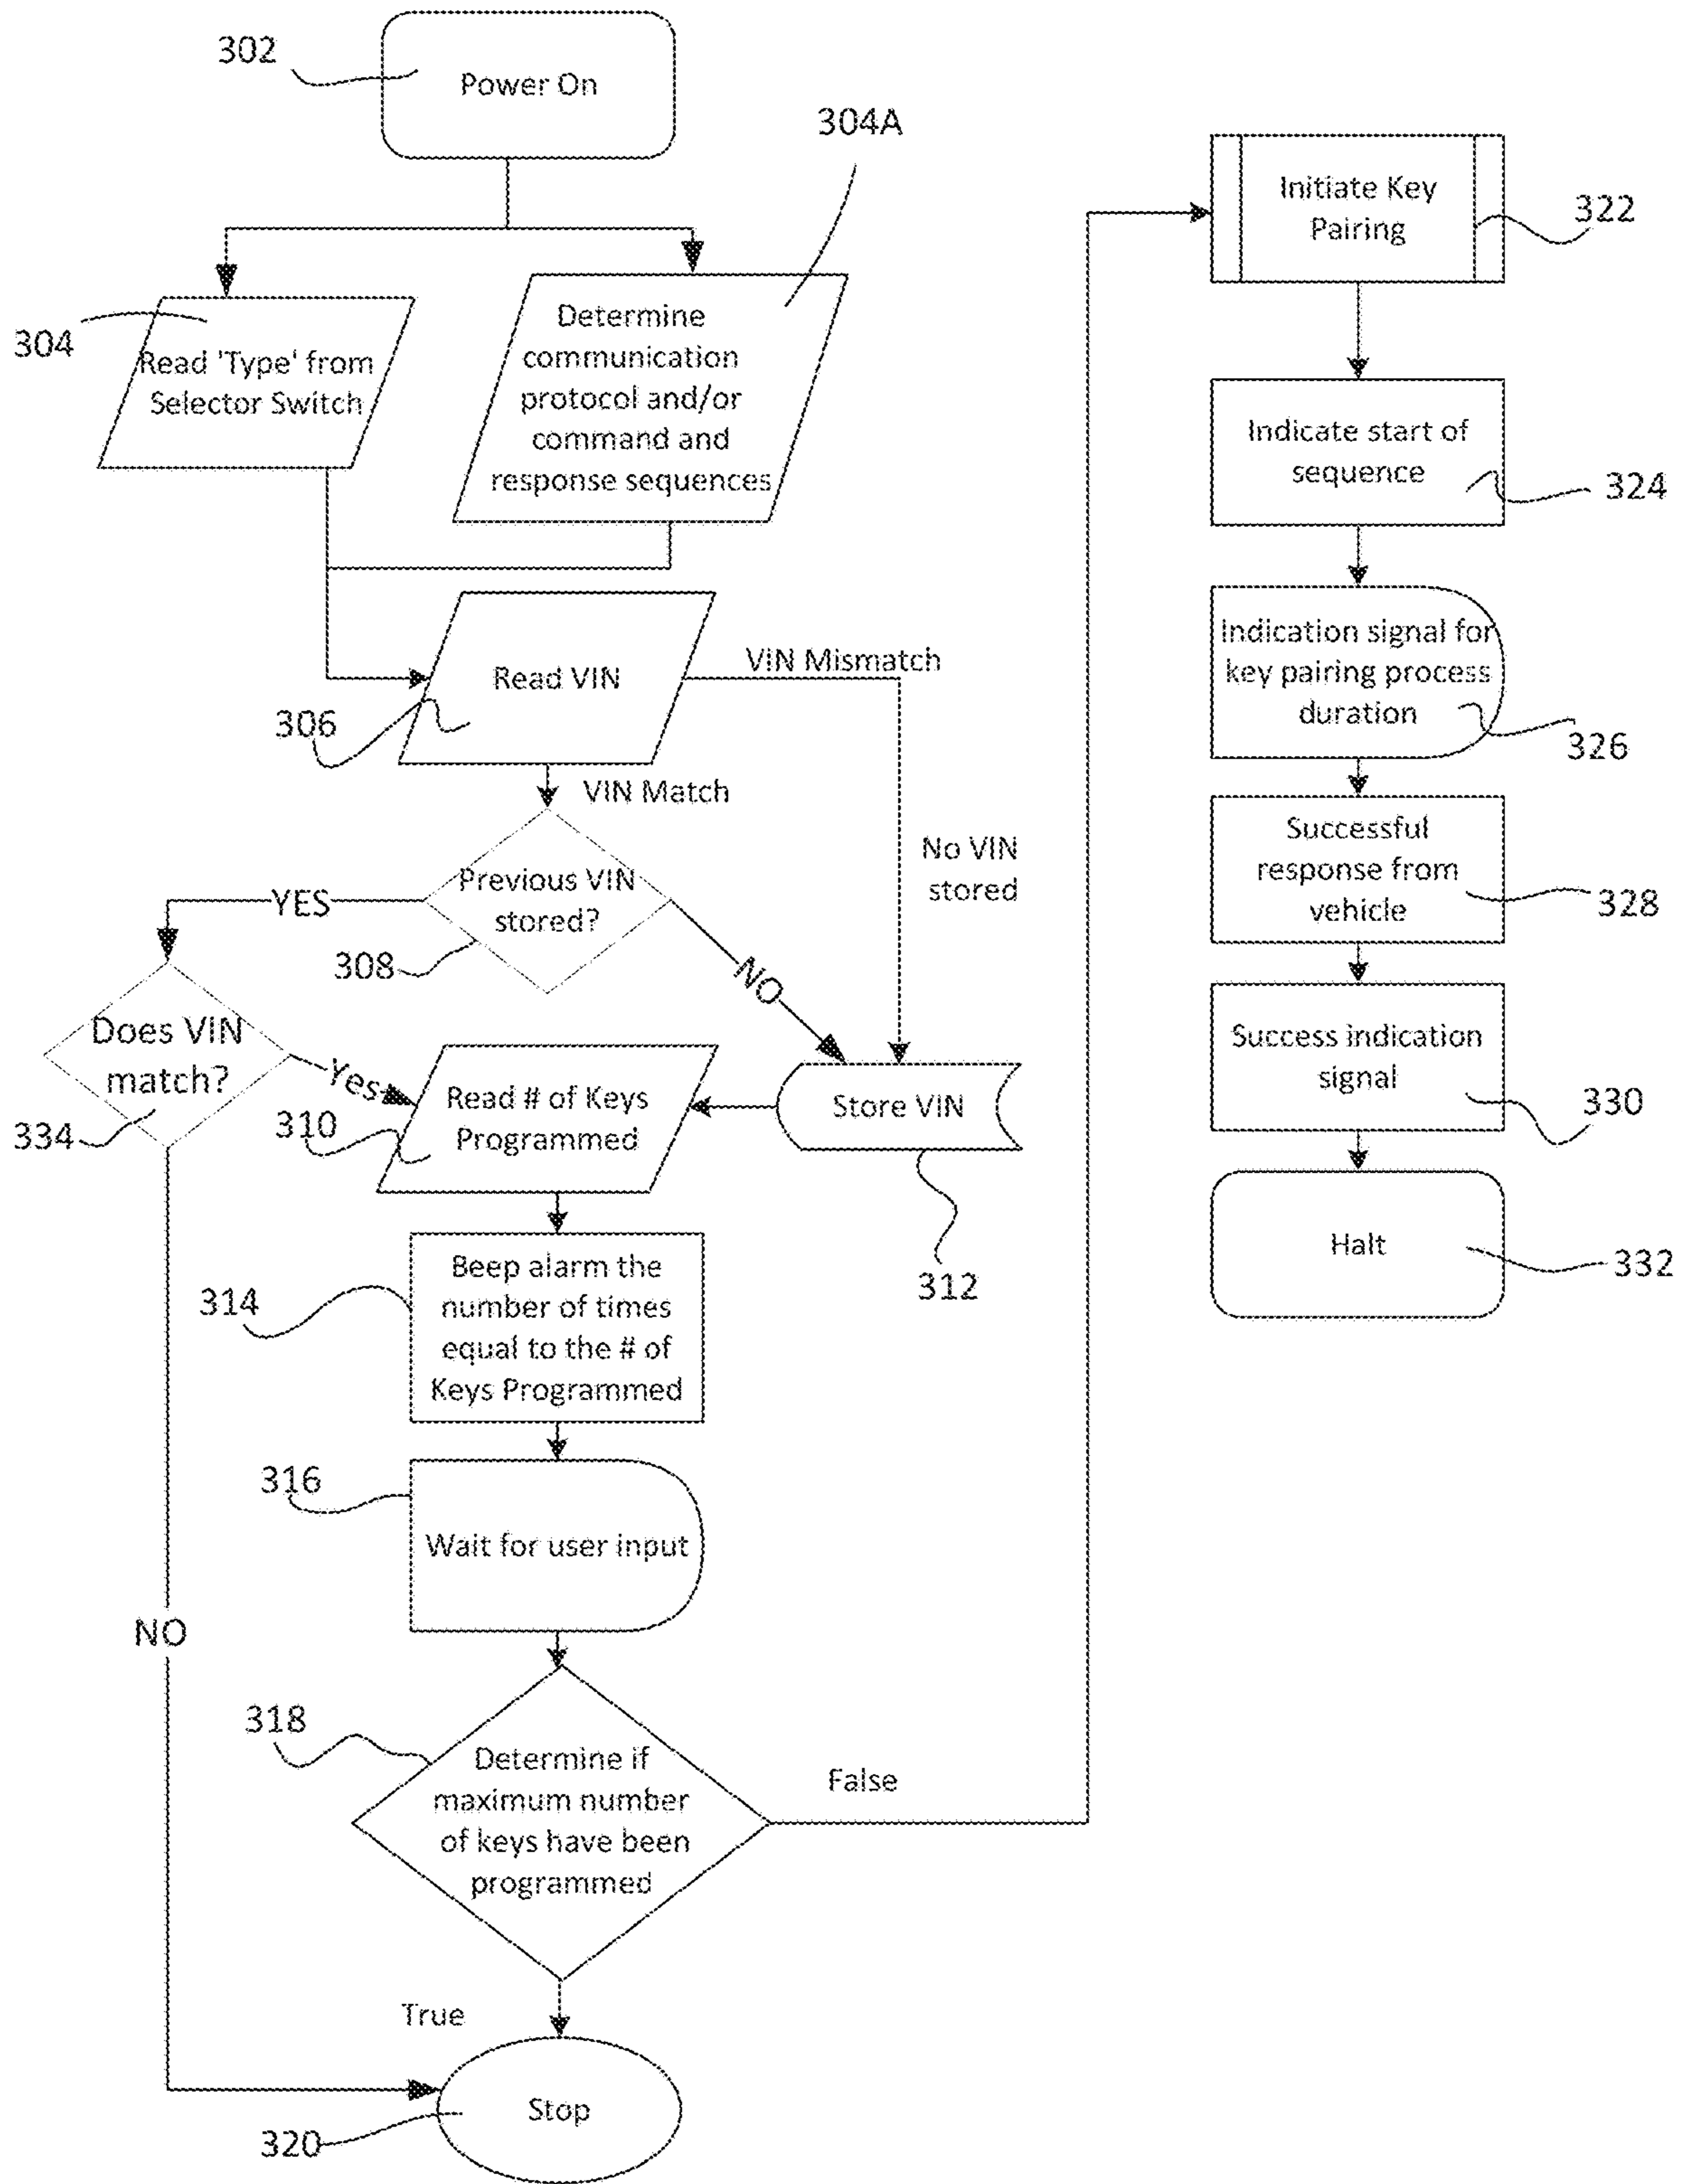 302
Power On
304A
304
Read 'Type' from
Selector Switch
Determine
communication
protocol and/or
command and
response sequences
Read VIN
306
VIN Mismatch
VIN Match
No VIN
stored
Previous VIN
stored?
308
YES
NO
Does VIN
match?
334
Yes
Read # of Keys
Programmed
310
Store VIN
312
Beep alarm the
number of times
equal to the # of
Keys Programmed
314
316
Wait for user input
NO
318
Determine if
maximum number
of keys have been
programmed
False
True
Stop
320
Initiate Key
Pairing
322
Indicate start of
sequence
324
Indication signal for
key pairing process
duration
326
Successful
response from
vehicle
328
Success indication
signal
330
Halt
332